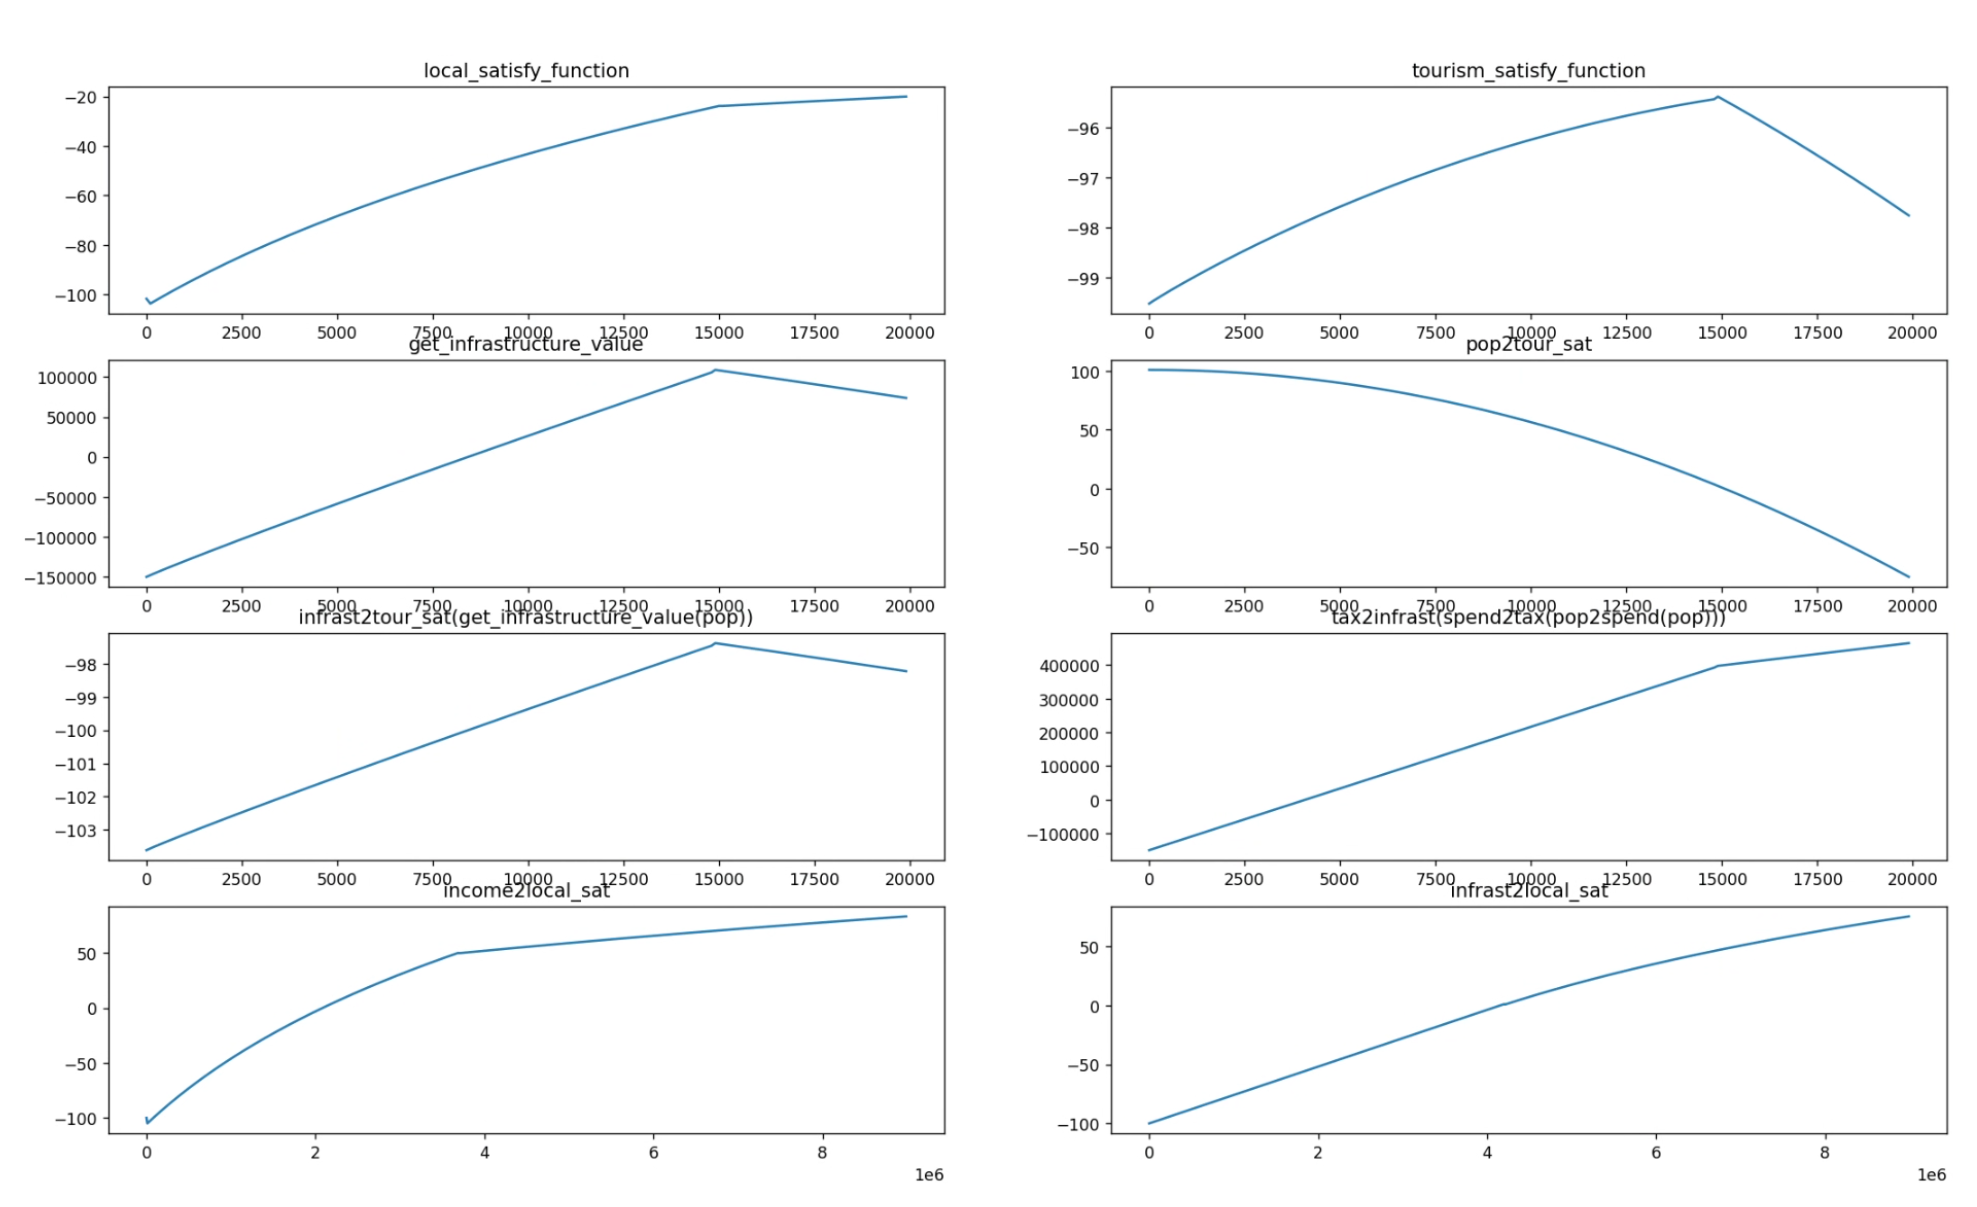 local_satisfy_function
−20
−40
−60
−80
−100
0 2500 5000 7500 10000 12500 15000 17500 20000
tourism_satisfy_function
−96
−97
−98
−99
0 2500 5000 7500 10000 12500 15000 17500 20000
get_infrastructure_value
100000
50000
0
−50000
−100000
−150000
0 2500 5000 7500 10000 12500 15000 17500 20000
pop2tour_sat
100
50
0
−50
0 2500 5000 7500 10000 12500 15000 17500 20000
infrast2tour_sat(get_infrastructure_value(pop))
−98
−99
−100
−101
−102
−103
0 2500 5000 7500 10000 12500 15000 17500 20000
tax2infrast(spend2tax(pop2spend(pop)))
400000
300000
200000
100000
0
−100000
0 2500 5000 7500 10000 12500 15000 17500 20000
income2local_sat
50
0
−50
−100
0 2 4 6 8
1e6
infrast2local_sat
50
0
−50
−100
0 2 4 6 8
1e6